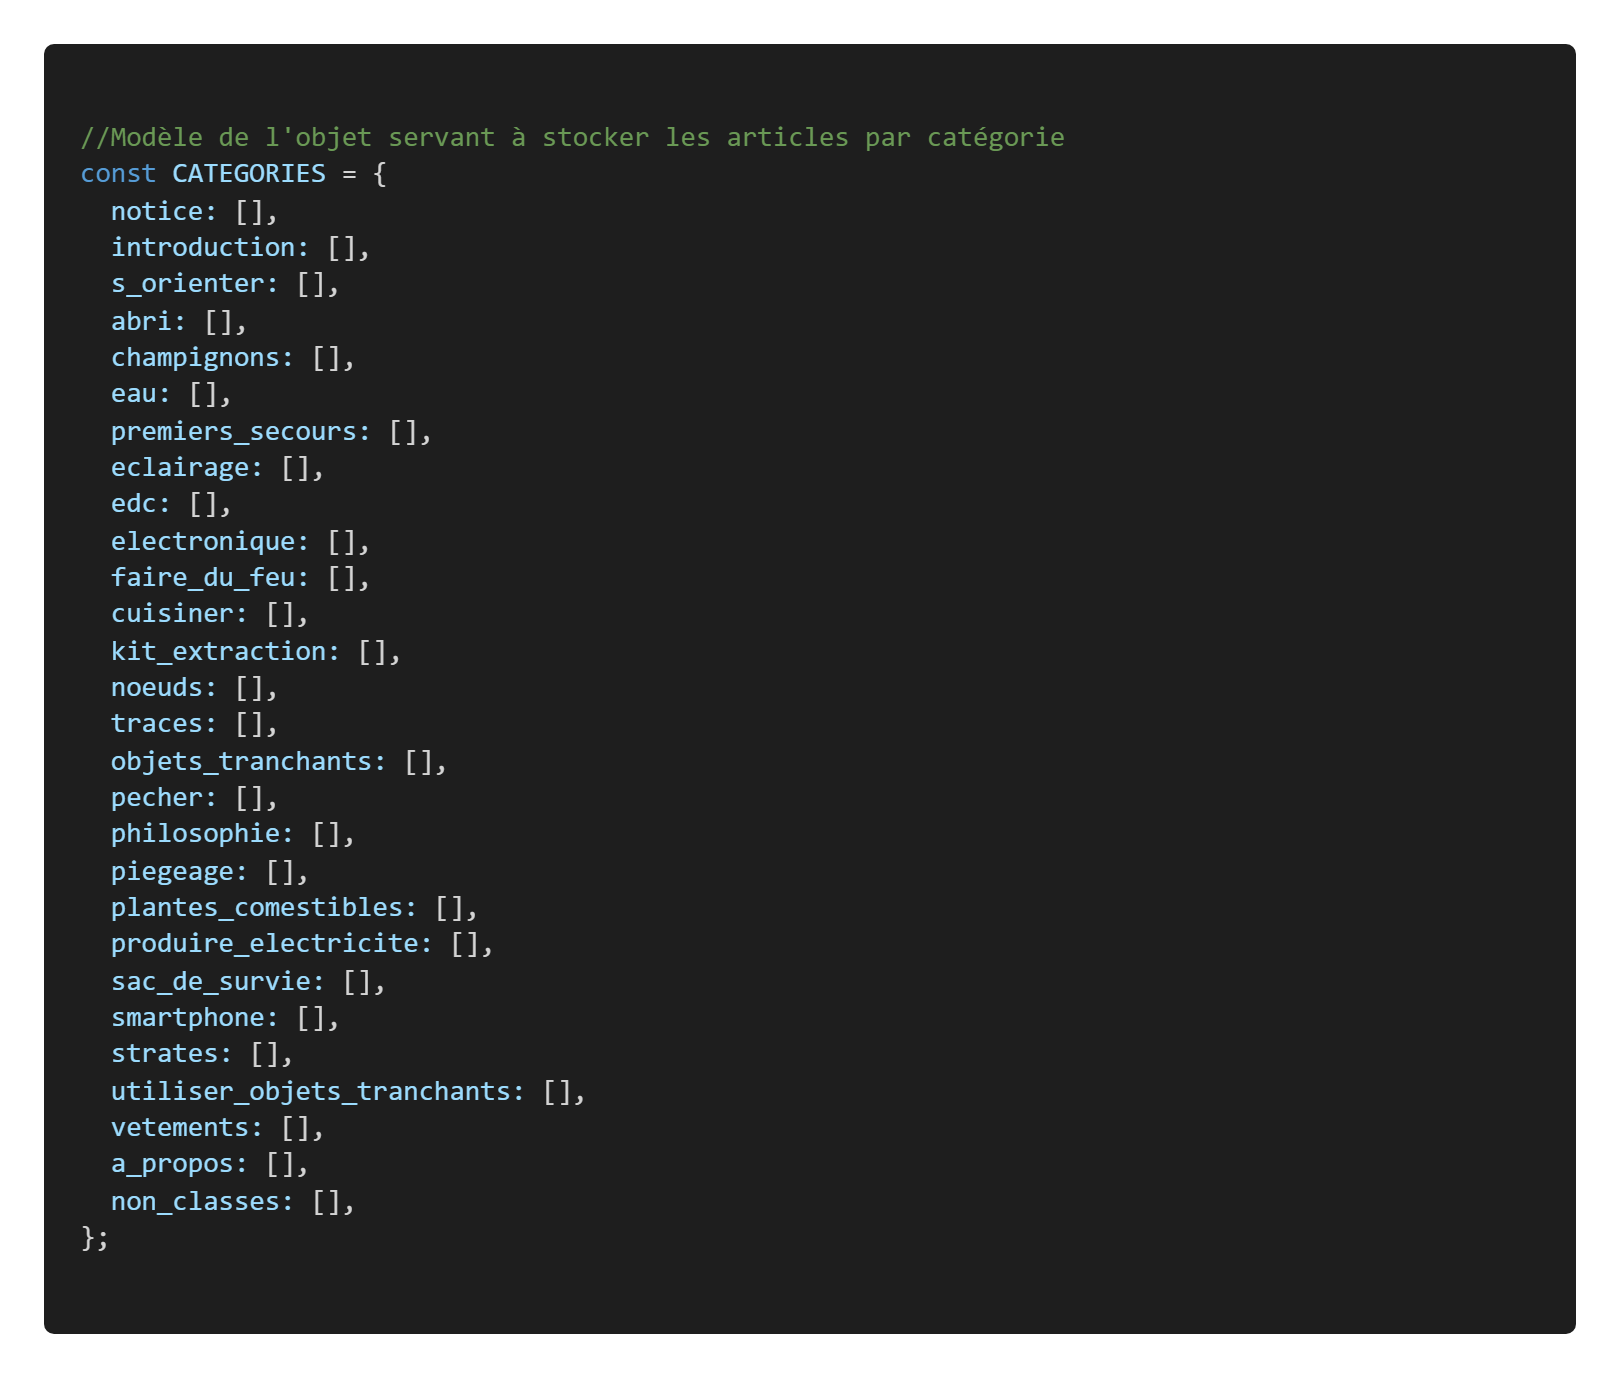 //Modèle de l'objet servant à stocker les articles par catégorie
const CATEGORIES = {
  notice: [],
  introduction: [],
  s_orienter: [],
  abri: [],
  champignons: [],
  eau: [],
  premiers_secours: [],
  eclairage: [],
  edc: [],
  electronique: [],
  faire_du_feu: [],
  cuisiner: [],
  kit_extraction: [],
  noeuds: [],
  traces: [],
  objets_tranchants: [],
  pecher: [],
  philosophie: [],
  piegeage: [],
  plantes_comestibles: [],
  produire_electricite: [],
  sac_de_survie: [],
  smartphone: [],
  strates: [],
  utiliser_objets_tranchants: [],
  vetements: [],
  a_propos: [],
  non_classes: [],
};